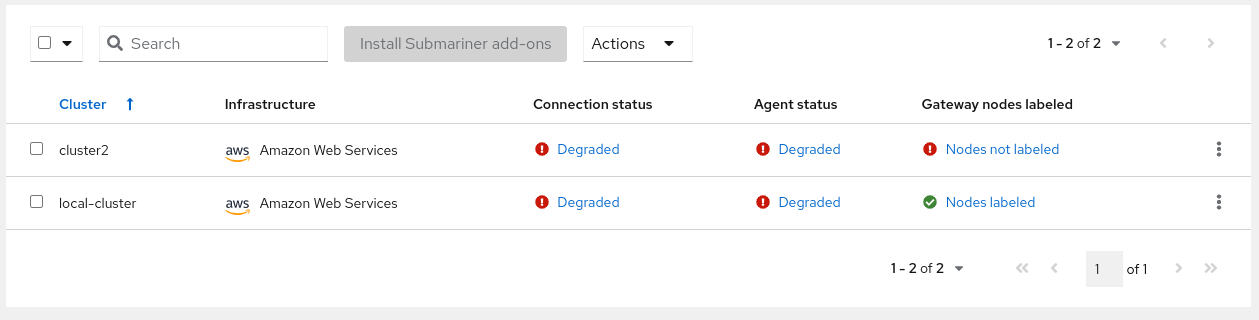 Search Install Submariner add-ons Actions 1 - 2 of 2
Cluster Infrastructure Connection status Agent status Gateway nodes labeled
cluster2 aws Amazon Web Services Degraded Degraded Nodes not labeled
local-cluster aws Amazon Web Services Degraded Degraded Nodes labeled
1 - 2 of 2 1 of 1